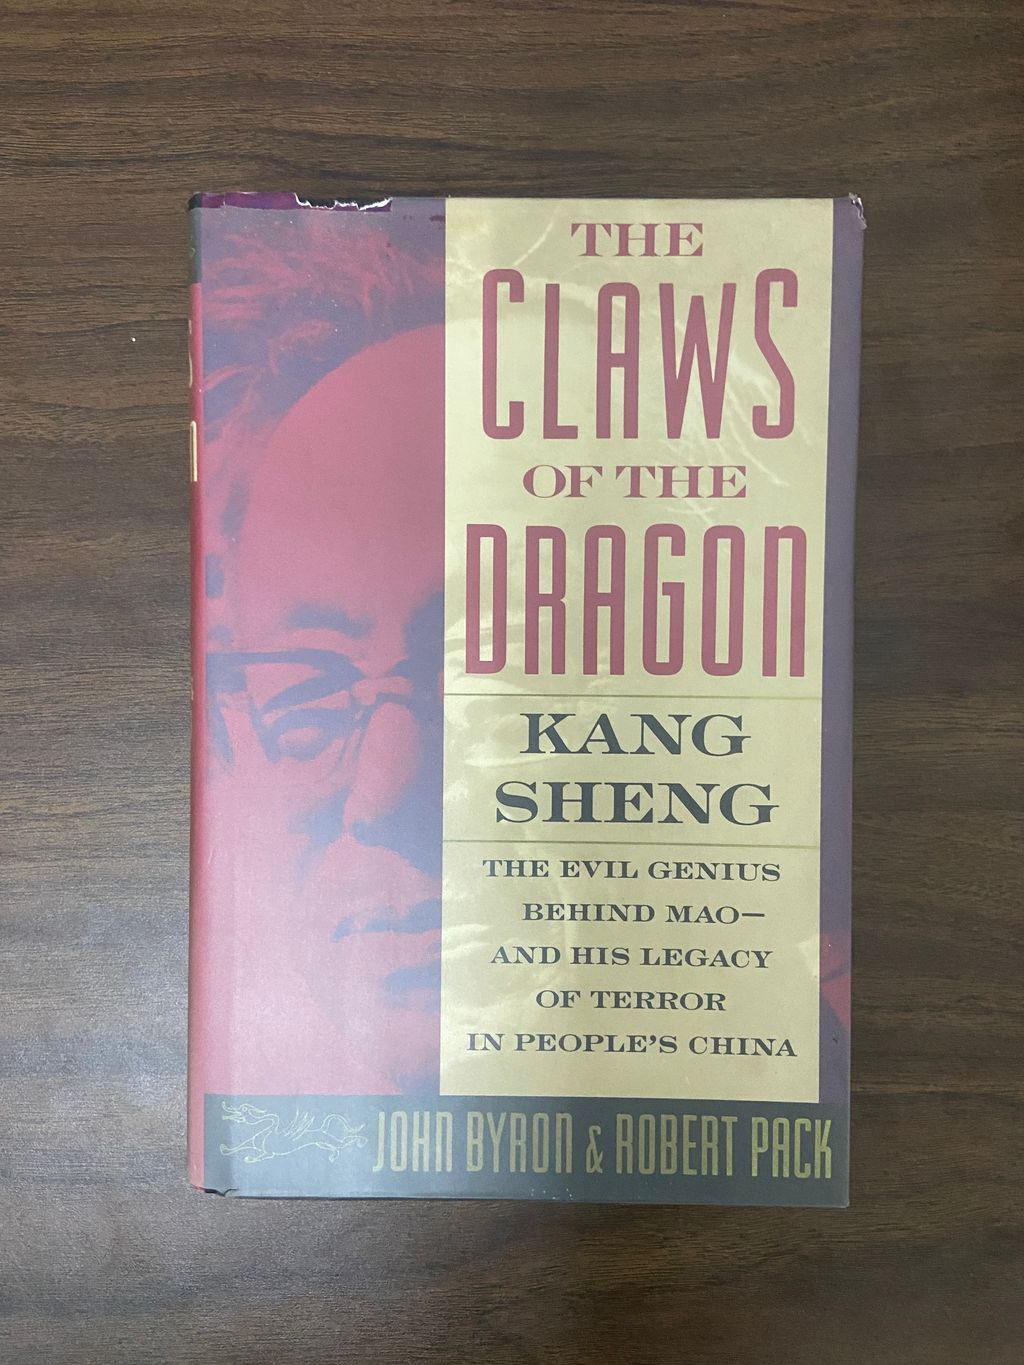 THE
CLAWS
OF THE
DRAGON
KANG
SHENG
THE EVIL GENIUS
BEHIND MAO—
AND HIS LEGACY
OF TERROR
IN PEOPLE'S CHINA
JOHN BYRON & ROBERT PACK